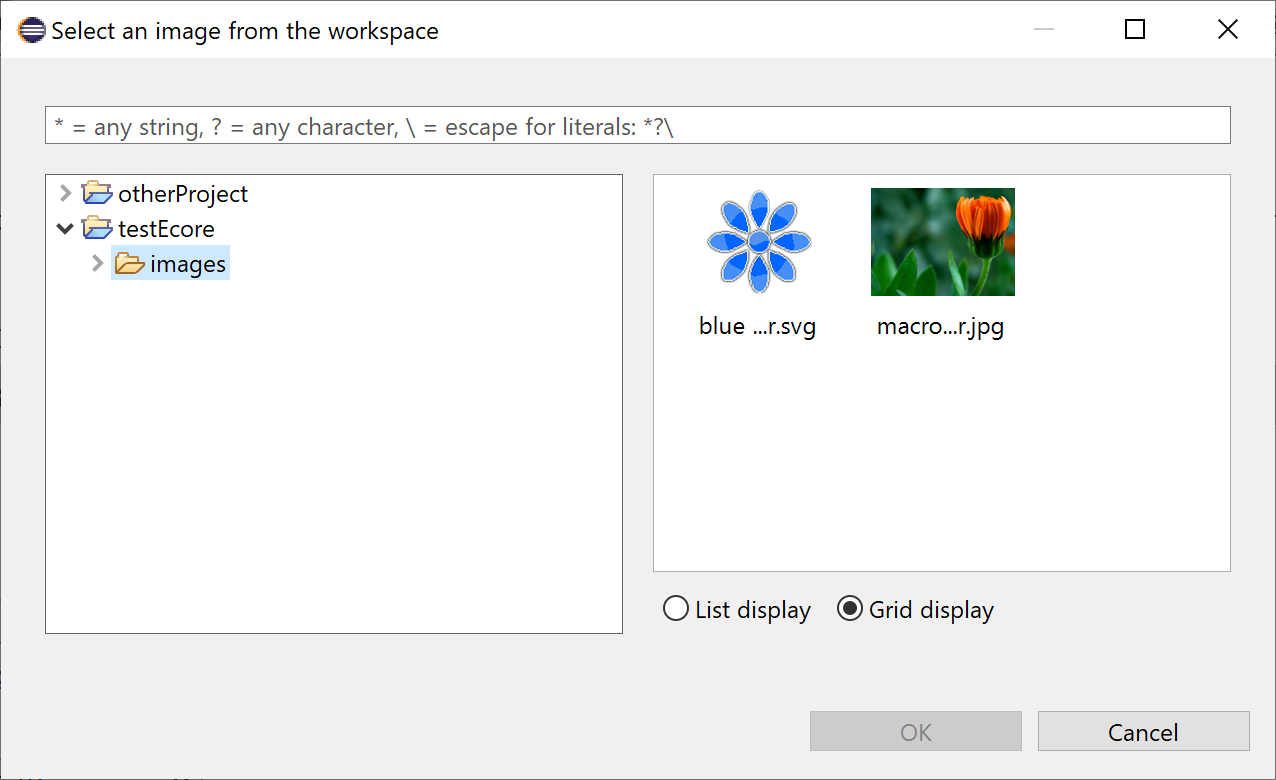 Select an image from the workspace
* = any string, ? = any character, \ = escape for literals: *?\
otherProject
testEcore
images
blue ...r.svg
macro...r.jpg
List display
Grid display
OK
Cancel